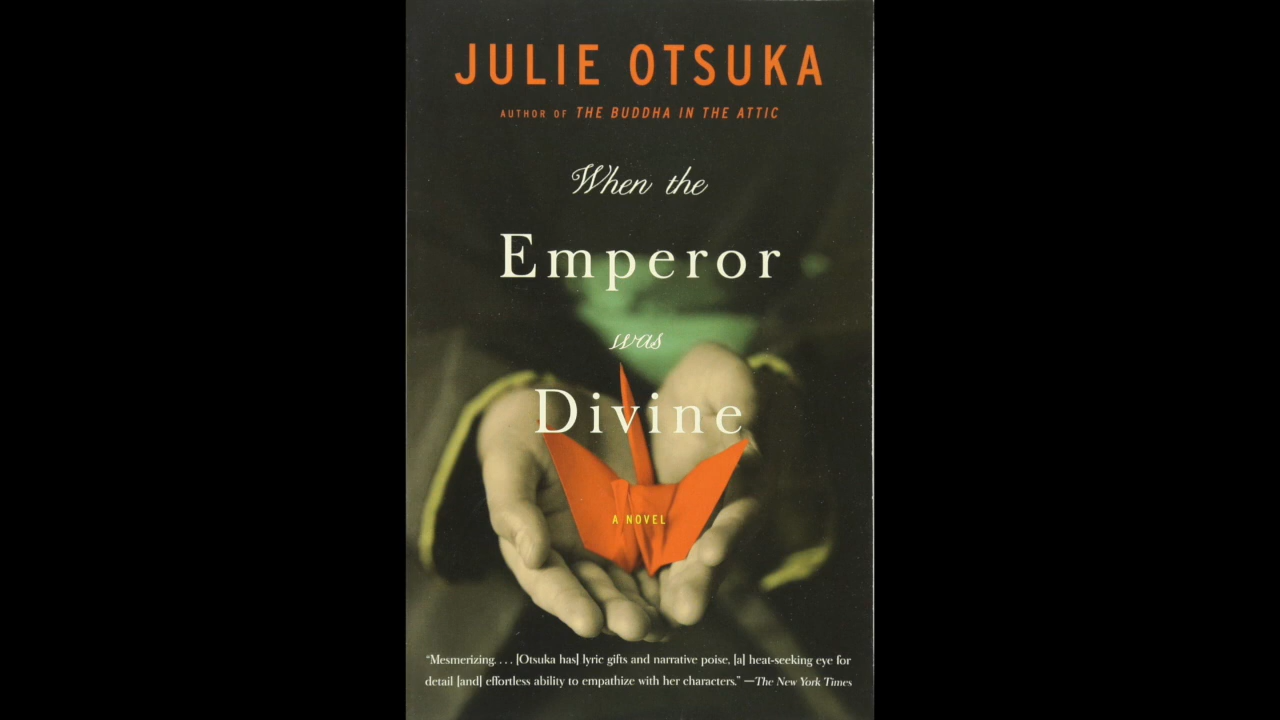 JULIE OTSUKA
AUTHOR OF THE BUDDHA IN THE ATTIC
When the
Emperor
was
Divine
A NOVEL
“Mesmerizing. . . . [Otsuka has] lyric gifts and narrative poise, [a] heat-seeking eye for
detail [and] effortless ability to empathize with her characters.” —The New York Times